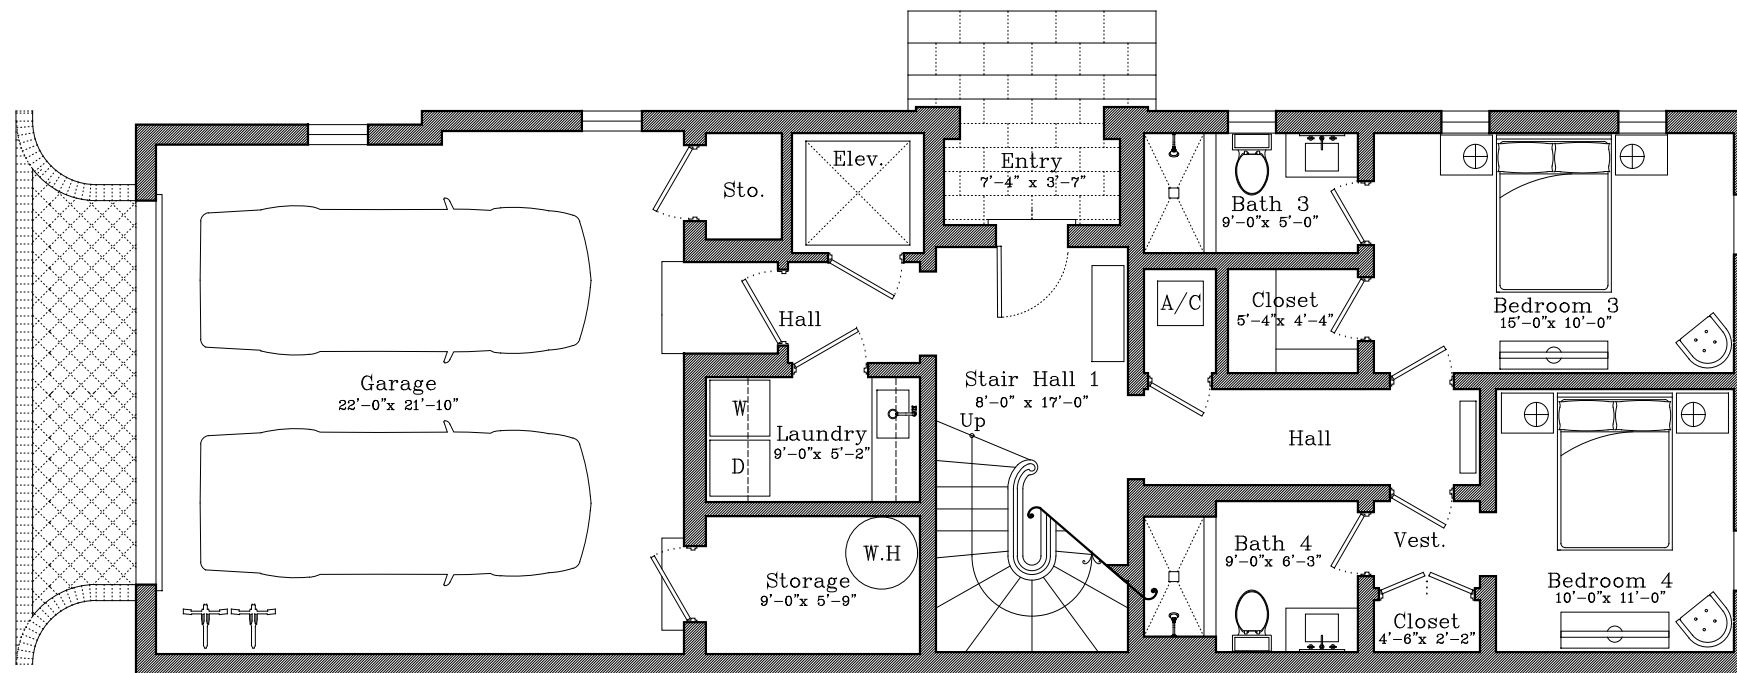 Elev.
Sto.
Entry
7'-4" x 3'-7"
Bath 3
9'-0"x 5'-0"
Bedroom 3
15'-0"x 10'-0"
A/C
Closet
5'-4"x 4'-4"
Hall
Garage
22'-0"x 21'-10"
Stair Hall 1
8'-0" x 17'-0"
Up
W
D
Laundry
9'-0"x 5'-2"
Hall
W.H
Storage
9'-0"x 5'-9"
Bath 4
9'-0"x 6'-3"
Vest.
Closet
4'-6"x 2'-2"
Bedroom 4
10'-0"x 11'-0"